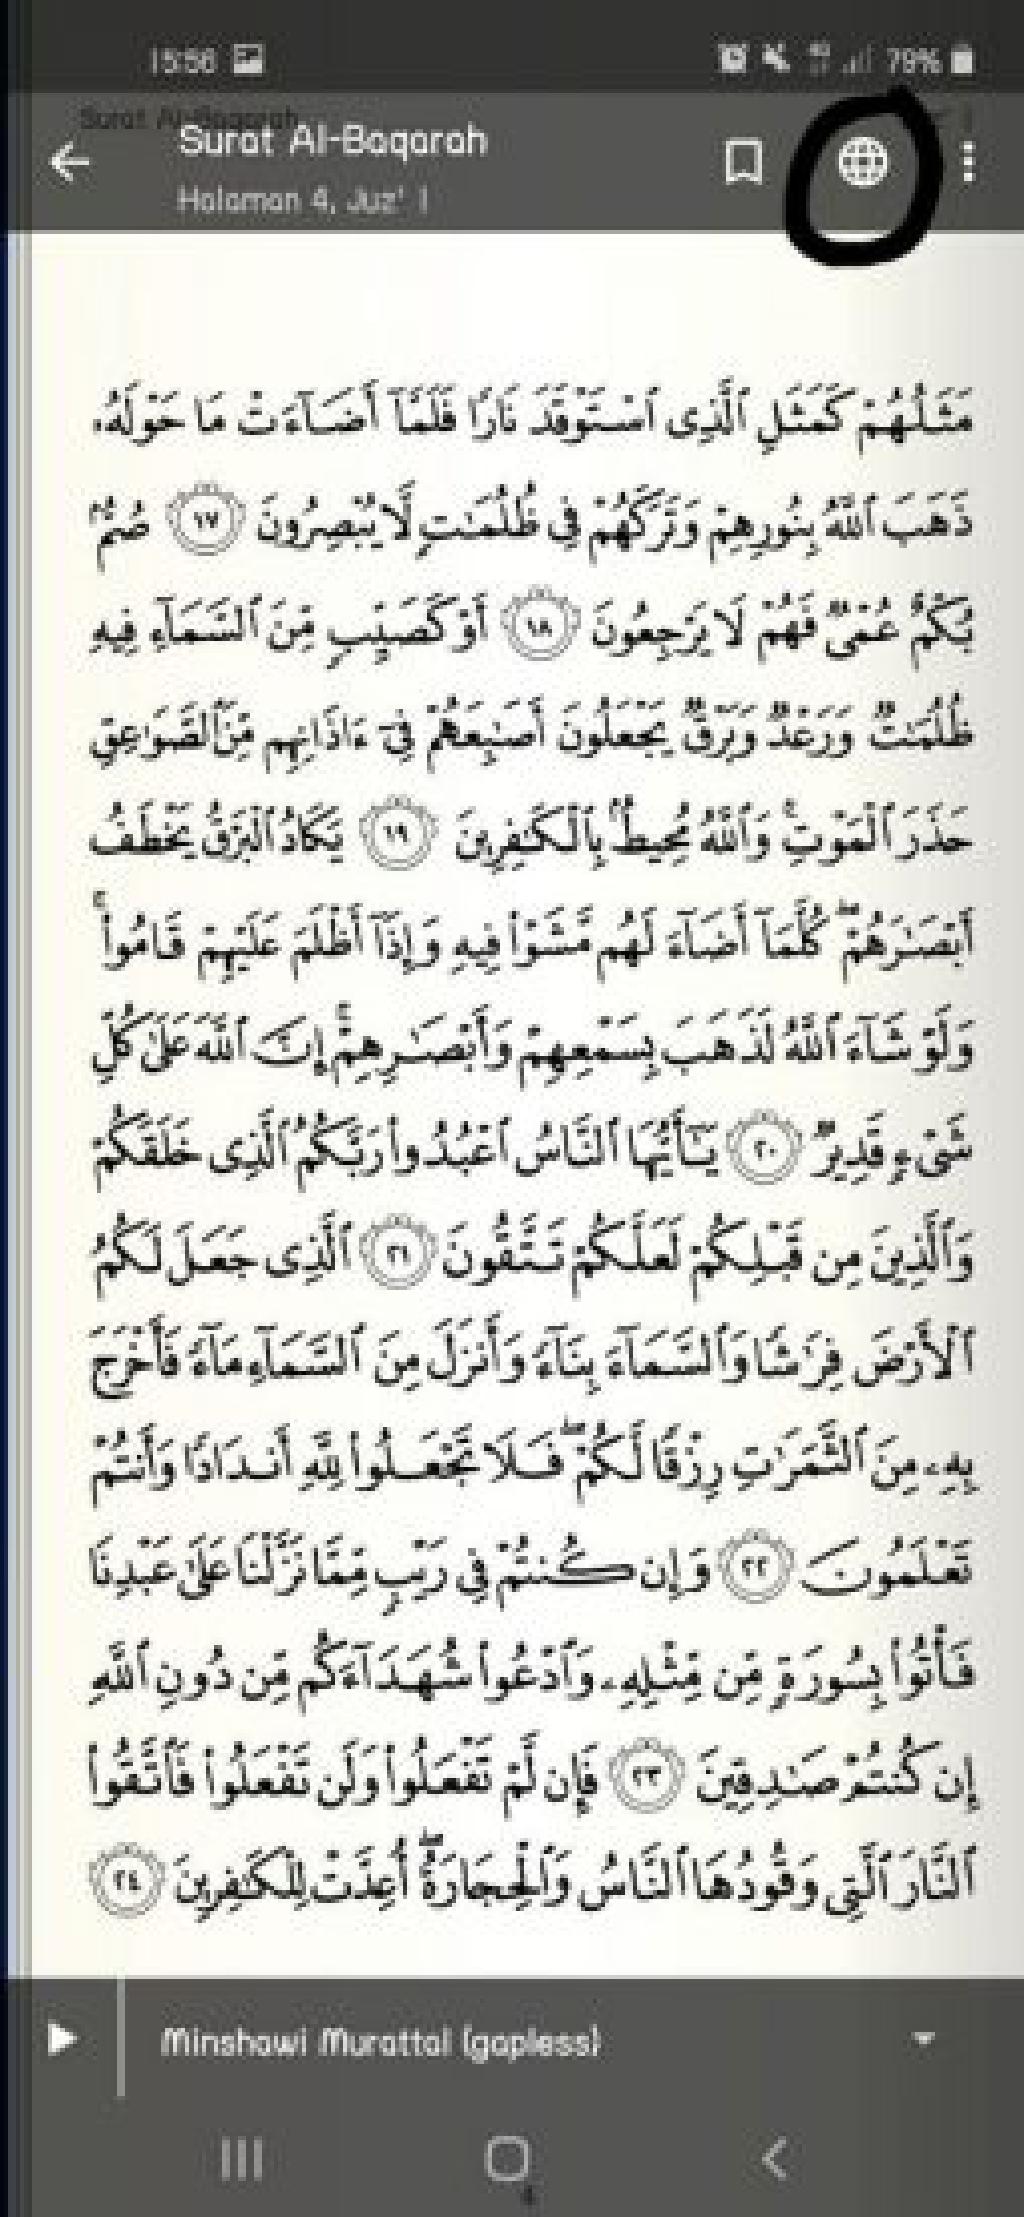 15:56 79%
Surat Al-Baqarah
Surat Al-Baqarah
Halaman 4, Juz' 1
مَثَلُهُمْ كَمَثَلِ ٱلَّذِى ٱسْتَوْقَدَ نَارًا فَلَمَّآ أَضَآءَتْ مَا حَوْلَهُۥ
ذَهَبَ ٱللَّهُ بِنُورِهِمْ وَتَرَكَهُمْ فِى ظُلُمَٰتٍ لَّا يُبْصِرُونَ ١٧ صُمٌّۢ
بُكْمٌ عُمْىٌ فَهُمْ لَا يَرْجِعُونَ ١٨ أَوْ كَصَيِّبٍ مِّنَ ٱلسَّمَآءِ فِيهِ
ظُلُمَٰتٌ وَرَعْدٌ وَبَرْقٌ يَجْعَلُونَ أَصَٰبِعَهُمْ فِىٓ ءَاذَانِهِم مِّنَ ٱلصَّوَٰعِقِ
حَذَرَ ٱلْمَوْتِ ۚ وَٱللَّهُ مُحِيطٌۢ بِٱلْكَٰفِرِينَ ١٩ يَكَادُ ٱلْبَرْقُ يَخْطَفُ
أَبْصَٰرَهُمْ ۖ كُلَّمَآ أَضَآءَ لَهُم مَّشَوْا۟ فِيهِ وَإِذَآ أَظْلَمَ عَلَيْهِمْ قَامُوا۟ ۚ
وَلَوْ شَآءَ ٱللَّهُ لَذَهَبَ بِسَمْعِهِمْ وَأَبْصَٰرِهِمْ ۚ إِنَّ ٱللَّهَ عَلَىٰ كُلِّ
شَىْءٍ قَدِيرٌ ٢٠ يَٰٓأَيُّهَا ٱلنَّاسُ ٱعْبُدُوا۟ رَبَّكُمُ ٱلَّذِى خَلَقَكُمْ
وَٱلَّذِينَ مِن قَبْلِكُمْ لَعَلَّكُمْ تَتَّقُونَ ٢١ ٱلَّذِى جَعَلَ لَكُمُ
ٱلْأَرْضَ فِرَٰشًا وَٱلسَّمَآءَ بِنَآءً وَأَنزَلَ مِنَ ٱلسَّمَآءِ مَآءً فَأَخْرَجَ
بِهِۦ مِنَ ٱلثَّمَرَٰتِ رِزْقًا لَّكُمْ ۖ فَلَا تَجْعَلُوا۟ لِلَّهِ أَندَادًا وَأَنتُمْ
تَعْلَمُونَ ٢٢ وَإِن كُنتُمْ فِى رَيْبٍ مِّمَّا نَزَّلْنَا عَلَىٰ عَبْدِنَا
فَأْتُوا۟ بِسُورَةٍ مِّن مِّثْلِهِۦ وَٱدْعُوا۟ شُهَدَآءَكُم مِّن دُونِ ٱللَّهِ
إِن كُنتُمْ صَٰدِقِينَ ٢٣ فَإِن لَّمْ تَفْعَلُوا۟ وَلَن تَفْعَلُوا۟ فَٱتَّقُوا۟
ٱلنَّارَ ٱلَّتِى وَقُودُهَا ٱلنَّاسُ وَٱلْحِجَارَةُ ۖ أُعِدَّتْ لِلْكَٰفِرِينَ ٢٤
Minshawi Murattal (gapless)